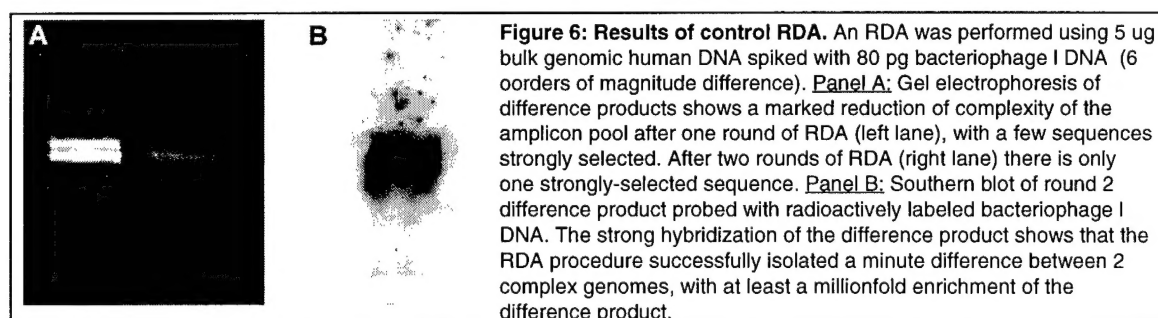 A
B
Figure 6: Results of control RDA. An RDA was performed using 5 ug
bulk genomic human DNA spiked with 80 pg bacteriophage l DNA (6
oorders of magnitude difference). Panel A: Gel electrophoresis of
difference products shows a marked reduction of complexity of the
amplicon pool after one round of RDA (left lane), with a few sequences
strongly selected. After two rounds of RDA (right lane) there is only
one strongly-selected sequence. Panel B: Southern blot of round 2
difference product probed with radioactively labeled bacteriophage l
DNA. The strong hybridization of the difference product shows that the
RDA procedure successfully isolated a minute difference between 2
complex genomes, with at least a millionfold enrichment of the
difference product.